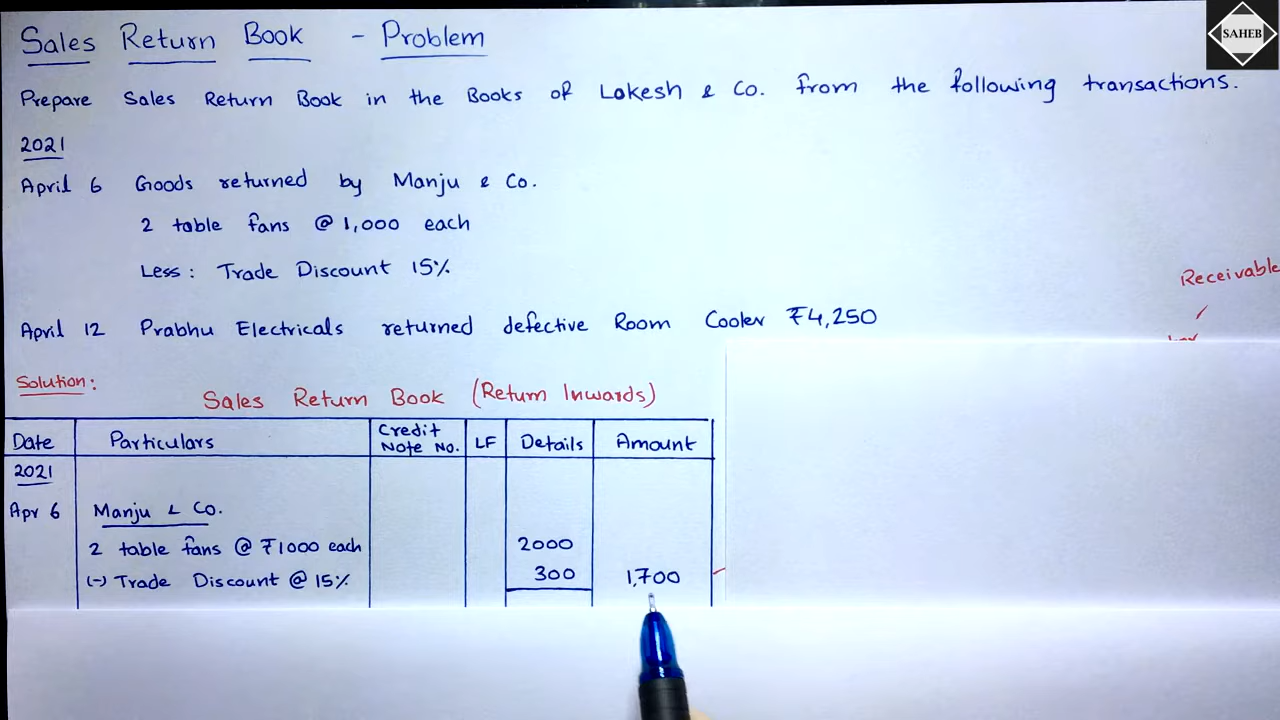 SAHEB
Sales Return Book - Problem
Prepare Sales Return Book in the Books of Lokesh & Co. from the following transactions.
2021
April 6 Goods returned by Manju & Co.
2 table fans @ 1,000 each
Less : Trade Discount 15%
Receivable
April 12 Prabhu Electricals returned defective Room Cooler ₹4,250
Solution :
Sales Return Book (Return Inwards)
Date Particulars Credit Note No. LF Details Amount
2021
Apr 6 Manju & Co.
2 table fans @ ₹1000 each 2000
(-) Trade Discount @ 15% 300 1,700